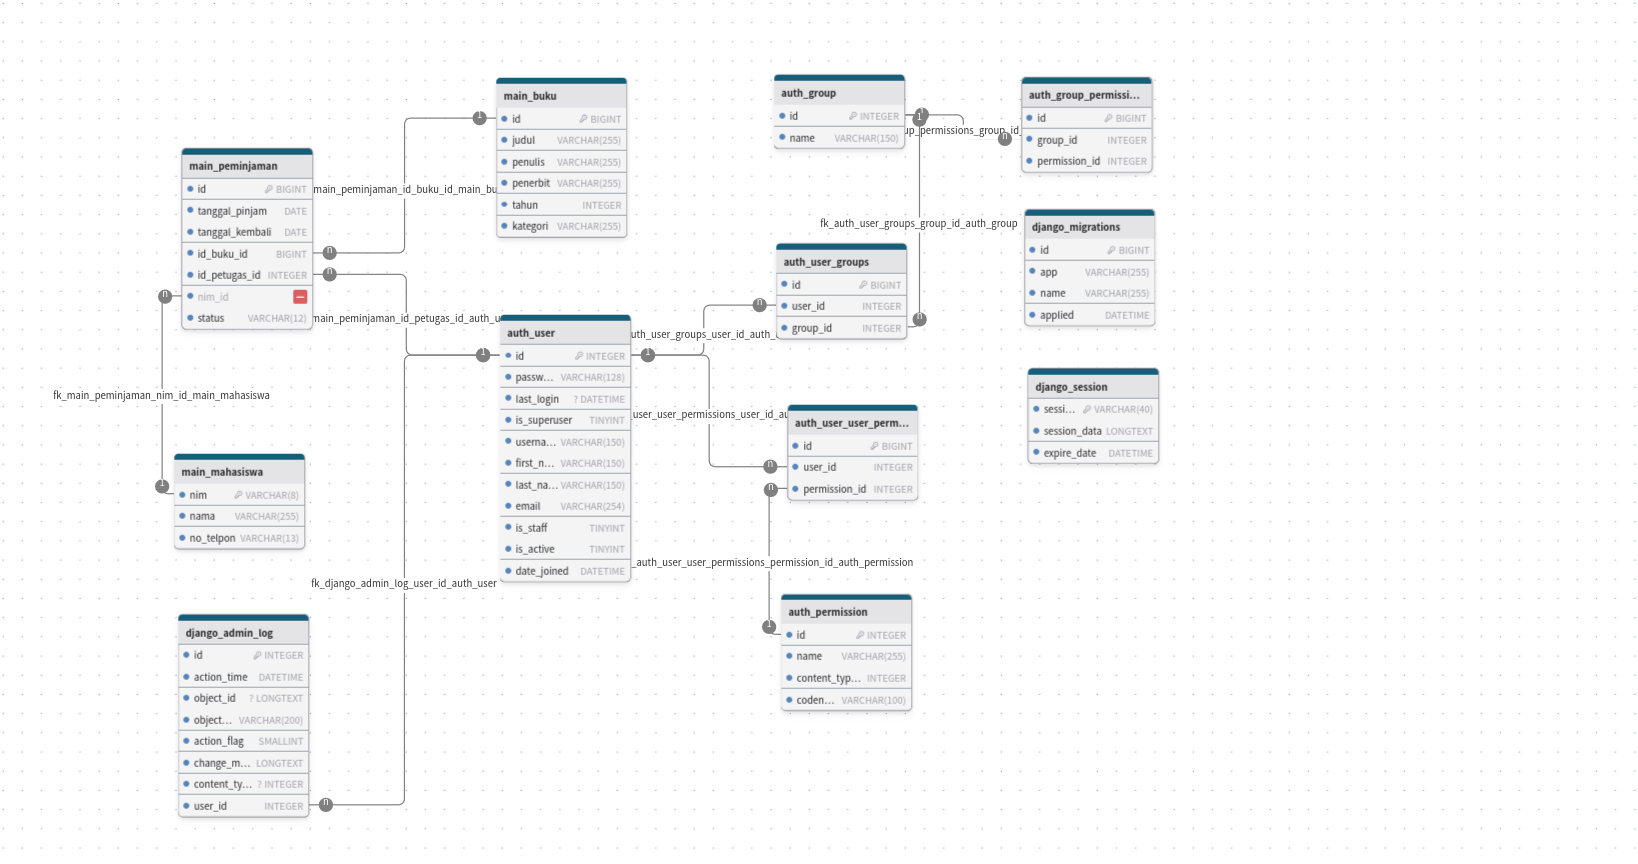 main_peminjaman
id BIGINT
tanggal_pinjam DATE
tanggal_kembali DATE
id_buku_id BIGINT
id_petugas_id INTEGER
nim_id
status VARCHAR(12)
n
n
n
main_peminjaman_id_buku_id_main_bu
main_peminjaman_id_petugas_id_auth_u
fk_main_peminjaman_nim_id_main_mahasiswa
1
main_mahasiswa
nim VARCHAR(8)
nama VARCHAR(255)
no_telpon VARCHAR(13)
django_admin_log
id INTEGER
action_time DATETIME
object_id ? LONGTEXT
object... VARCHAR(200)
action_flag SMALLINT
change_m... LONGTEXT
content_ty... ? INTEGER
user_id INTEGER
n
fk_django_admin_log_user_id_auth_user
1
main_buku
id BIGINT
judul VARCHAR(255)
penulis VARCHAR(255)
penerbit VARCHAR(255)
tahun INTEGER
kategori VARCHAR(255)
1
auth_user
id INTEGER
passw... VARCHAR(128)
last_login ? DATETIME
is_superuser TINYINT
userna... VARCHAR(150)
first_n... VARCHAR(150)
last_na... VARCHAR(150)
email VARCHAR(254)
is_staff TINYINT
is_active TINYINT
date_joined DATETIME
1
auth_group
id INTEGER
name VARCHAR(150)
1
up_permissions_group_id_
n
fk_auth_user_groups_group_id_auth_group
auth_user_groups
id BIGINT
user_id INTEGER
group_id INTEGER
n
n
uth_user_groups_user_id_auth_
user_user_permissions_user_id_au
auth_user_user_perm...
id BIGINT
user_id INTEGER
permission_id INTEGER
n
n
_auth_user_user_permissions_permission_id_auth_permission
1
auth_permission
id INTEGER
name VARCHAR(255)
content_typ... INTEGER
coden... VARCHAR(100)
auth_group_permissi...
id BIGINT
group_id INTEGER
permission_id INTEGER
django_migrations
id BIGINT
app VARCHAR(255)
name VARCHAR(255)
applied DATETIME
django_session
sessi... VARCHAR(40)
session_data LONGTEXT
expire_date DATETIME